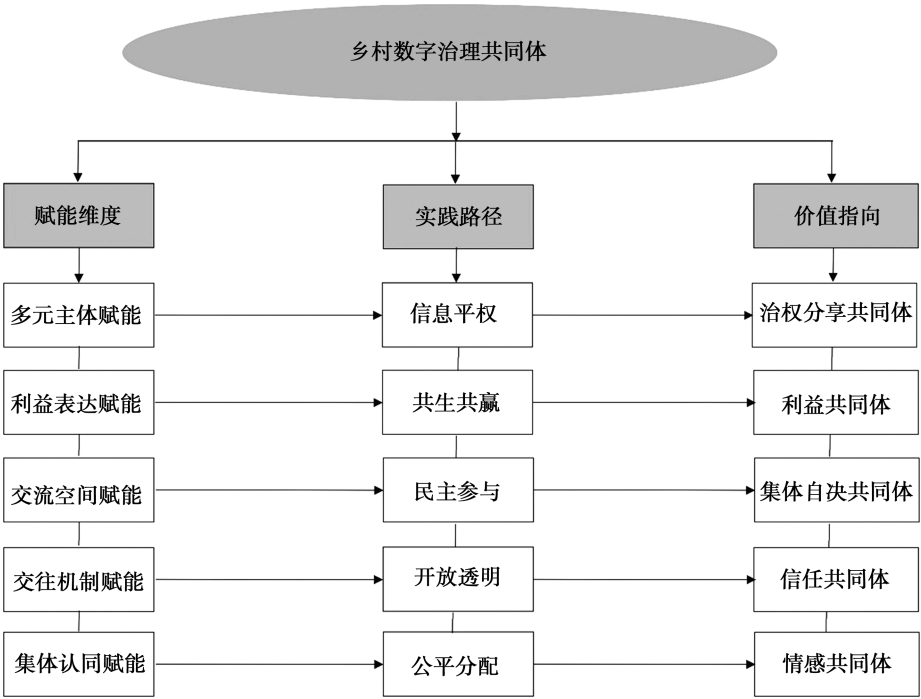 乡村数字治理共同体
赋能维度
实践路径
价值指向
多元主体赋能
信息平权
治权分享共同体
利益表达赋能
共生共赢
利益共同体
交流空间赋能
民主参与
集体自决共同体
交往机制赋能
开放透明
信任共同体
集体认同赋能
公平分配
情感共同体